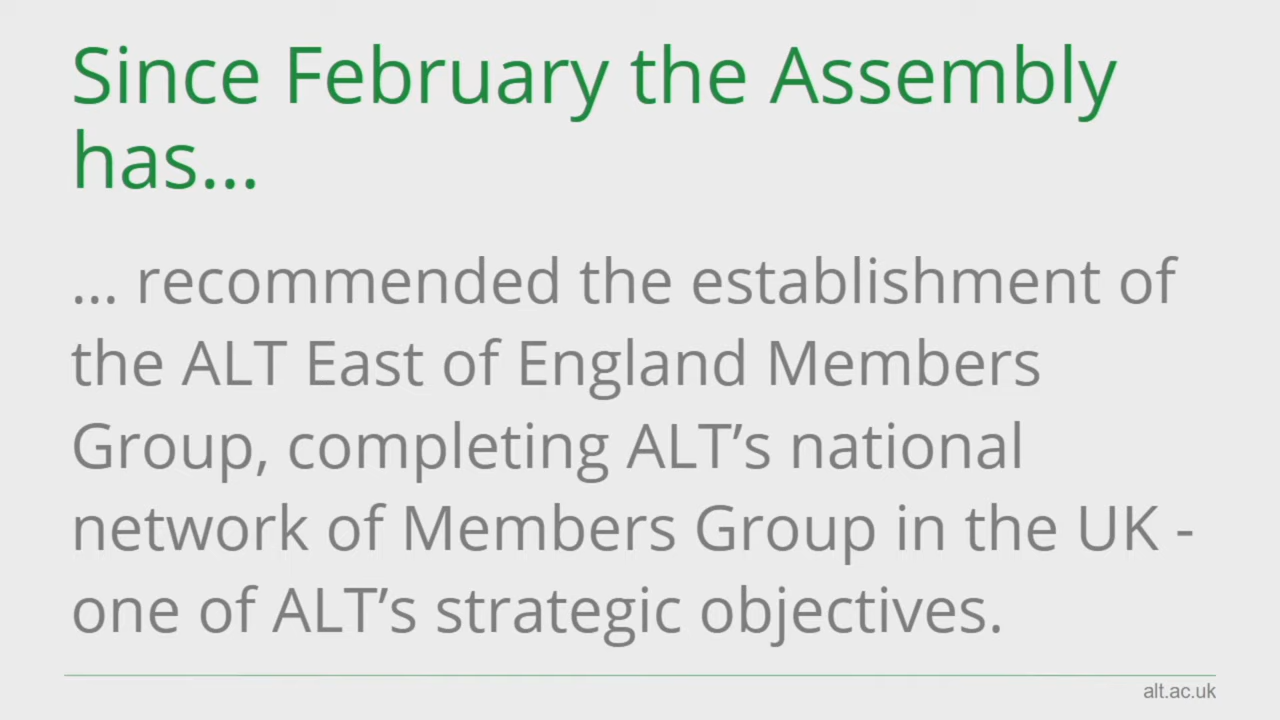 Since February the Assembly
has...
... recommended the establishment of
the ALT East of England Members
Group, completing ALT’s national
network of Members Group in the UK -
one of ALT’s strategic objectives.
alt.ac.uk